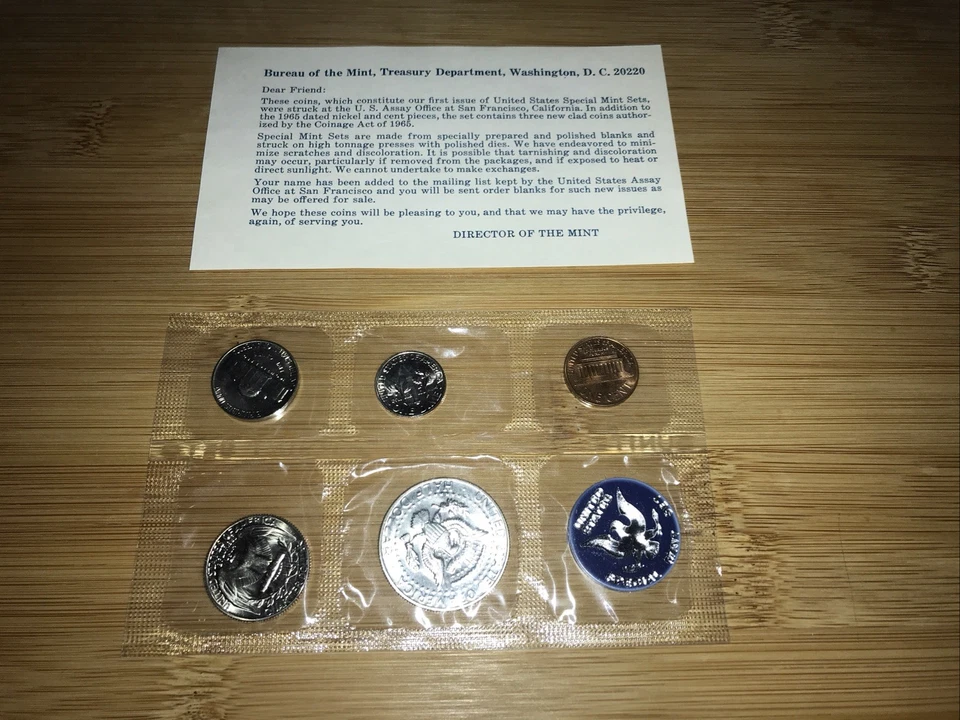 Bureau of the Mint, Treasury Department, Washington, D. C. 20220
Dear Friend:
These coins, which constitute our first issue of United States Special Mint Sets,
were struck at the U. S. Assay Office at San Francisco, California. In addition to
the 1965 dated nickel and cent pieces, the set contains three new clad coins author-
ized by the Coinage Act of 1965.
Special Mint Sets are made from specially prepared and polished blanks and
struck on high tonnage presses with polished dies. We have endeavored to mini-
mize scratches and discoloration. It is possible that tarnishing and discoloration
may occur, particularly if removed from the packages, and if exposed to heat or
direct sunlight. We cannot undertake to make exchanges.
Your name has been added to the mailing list kept by the United States Assay
Office at San Francisco and you will be sent order blanks for such new issues as
may be offered for sale.
We hope these coins will be pleasing to you, and that we may have the privilege,
again, of serving you.
DIRECTOR OF THE MINT
CENT
UNITED
STATES